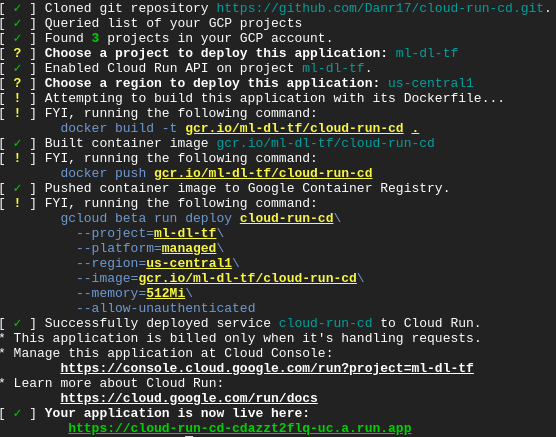 [ ✓ ] Cloned git repository https://github.com/Danr17/cloud-run-cd.git.
[ ✓ ] Queried list of your GCP projects
[ ✓ ] Found 3 projects in your GCP account.
[ ? ] Choose a project to deploy this application: ml-dl-tf
[ ✓ ] Enabled Cloud Run API on project ml-dl-tf.
[ ? ] Choose a region to deploy this application: us-central1
[ ! ] Attempting to build this application with its Dockerfile...
[ ! ] FYI, running the following command:
docker build -t gcr.io/ml-dl-tf/cloud-run-cd .
[ ✓ ] Built container image gcr.io/ml-dl-tf/cloud-run-cd
[ ! ] FYI, running the following command:
docker push gcr.io/ml-dl-tf/cloud-run-cd
[ ✓ ] Pushed container image to Google Container Registry.
[ ! ] FYI, running the following command:
gcloud beta run deploy cloud-run-cd\
--project=ml-dl-tf\
--platform=managed\
--region=us-central1\
--image=gcr.io/ml-dl-tf/cloud-run-cd\
--memory=512Mi\
--allow-unauthenticated
[ ✓ ] Successfully deployed service cloud-run-cd to Cloud Run.
* This application is billed only when it's handling requests.
* Manage this application at Cloud Console:
https://console.cloud.google.com/run?project=ml-dl-tf
* Learn more about Cloud Run:
https://cloud.google.com/run/docs
[ ✓ ] Your application is now live here:
https://cloud-run-cd-cdazzt2flq-uc.a.run.app